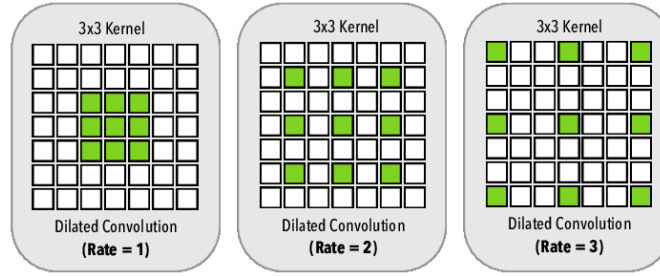 3x3 Kernel
Dilated Convolution
(Rate = 1)
3x3 Kernel
Dilated Convolution
(Rate = 2)
3x3 Kernel
Dilated Convolution
(Rate = 3)